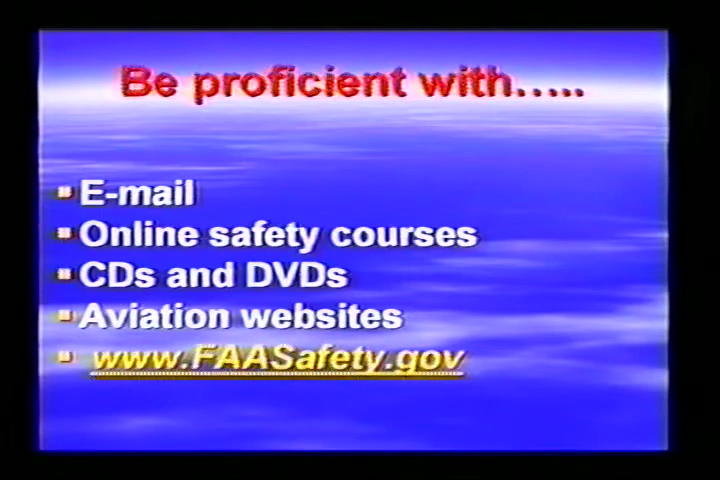 Be proficient with.....
E-mail
Online safety courses
CDs and DVDs
Aviation websites
www.FAASafety.gov